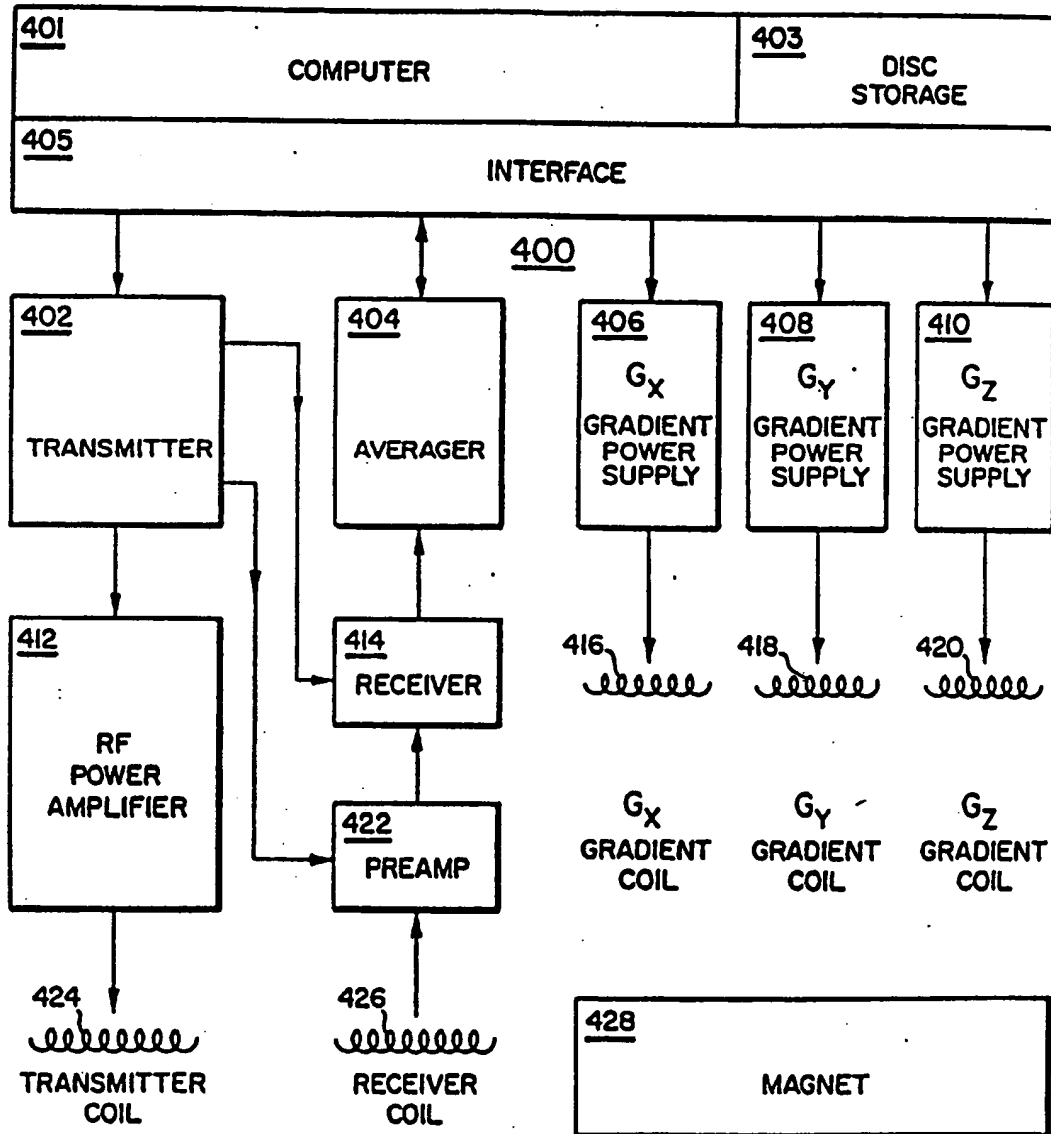 401
COMPUTER
403
DISC
STORAGE
405
INTERFACE
400
402
TRANSMITTER
404
AVERAGER
406
GX
GRADIENT
POWER
SUPPLY
408
GY
GRADIENT
POWER
SUPPLY
410
GZ
GRADIENT
POWER
SUPPLY
412
RF
POWER
AMPLIFIER
414
RECEIVER
416
418
420
422
PREAMP
GX
GRADIENT
COIL
GY
GRADIENT
COIL
GZ
GRADIENT
COIL
424
TRANSMITTER
COIL
426
RECEIVER
COIL
428
MAGNET